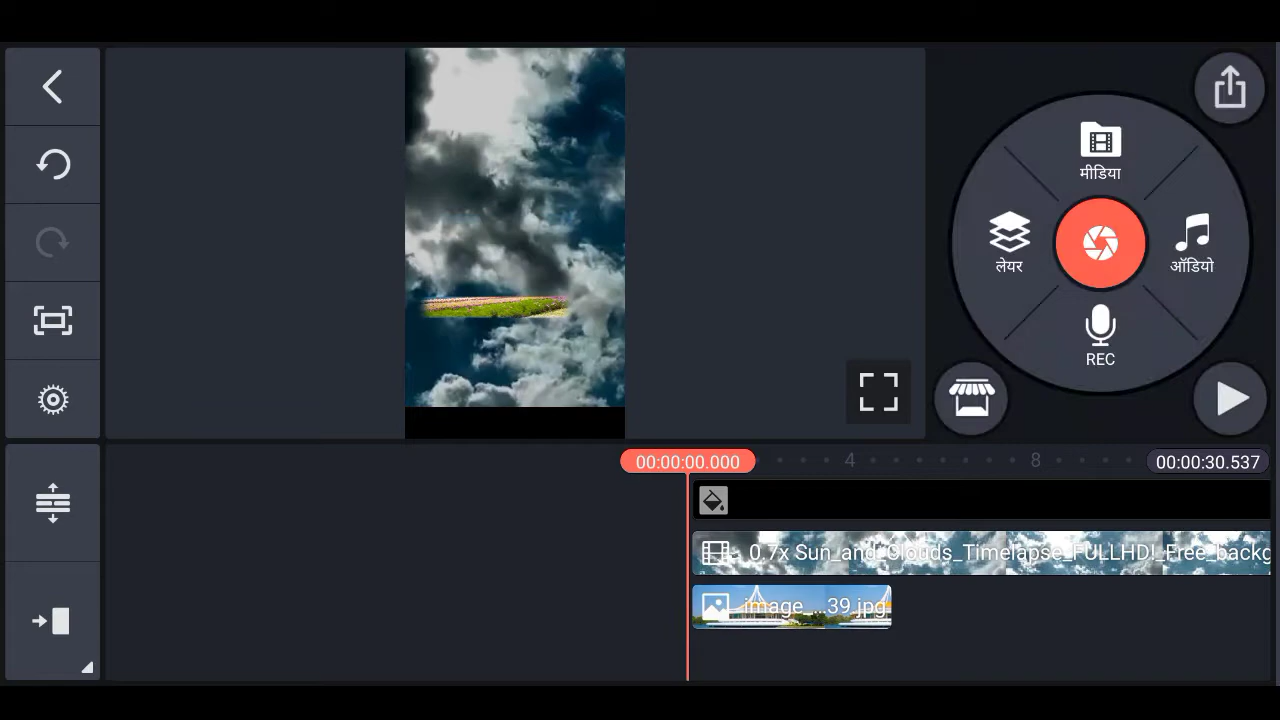 मीडिया
लेयर
ऑडियो
REC
00:00:00.000
4
8
00:00:30.537
0.7x Sun_and_Clouds_Timelapse_FULLHD!_Free_backg
image_...39.jpg